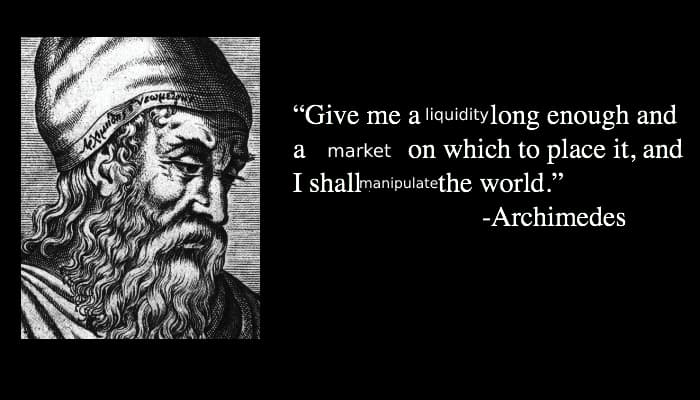 “Give me a liquidity long enough and
a market on which to place it, and
I shall manipulate the world.”
-Archimedes